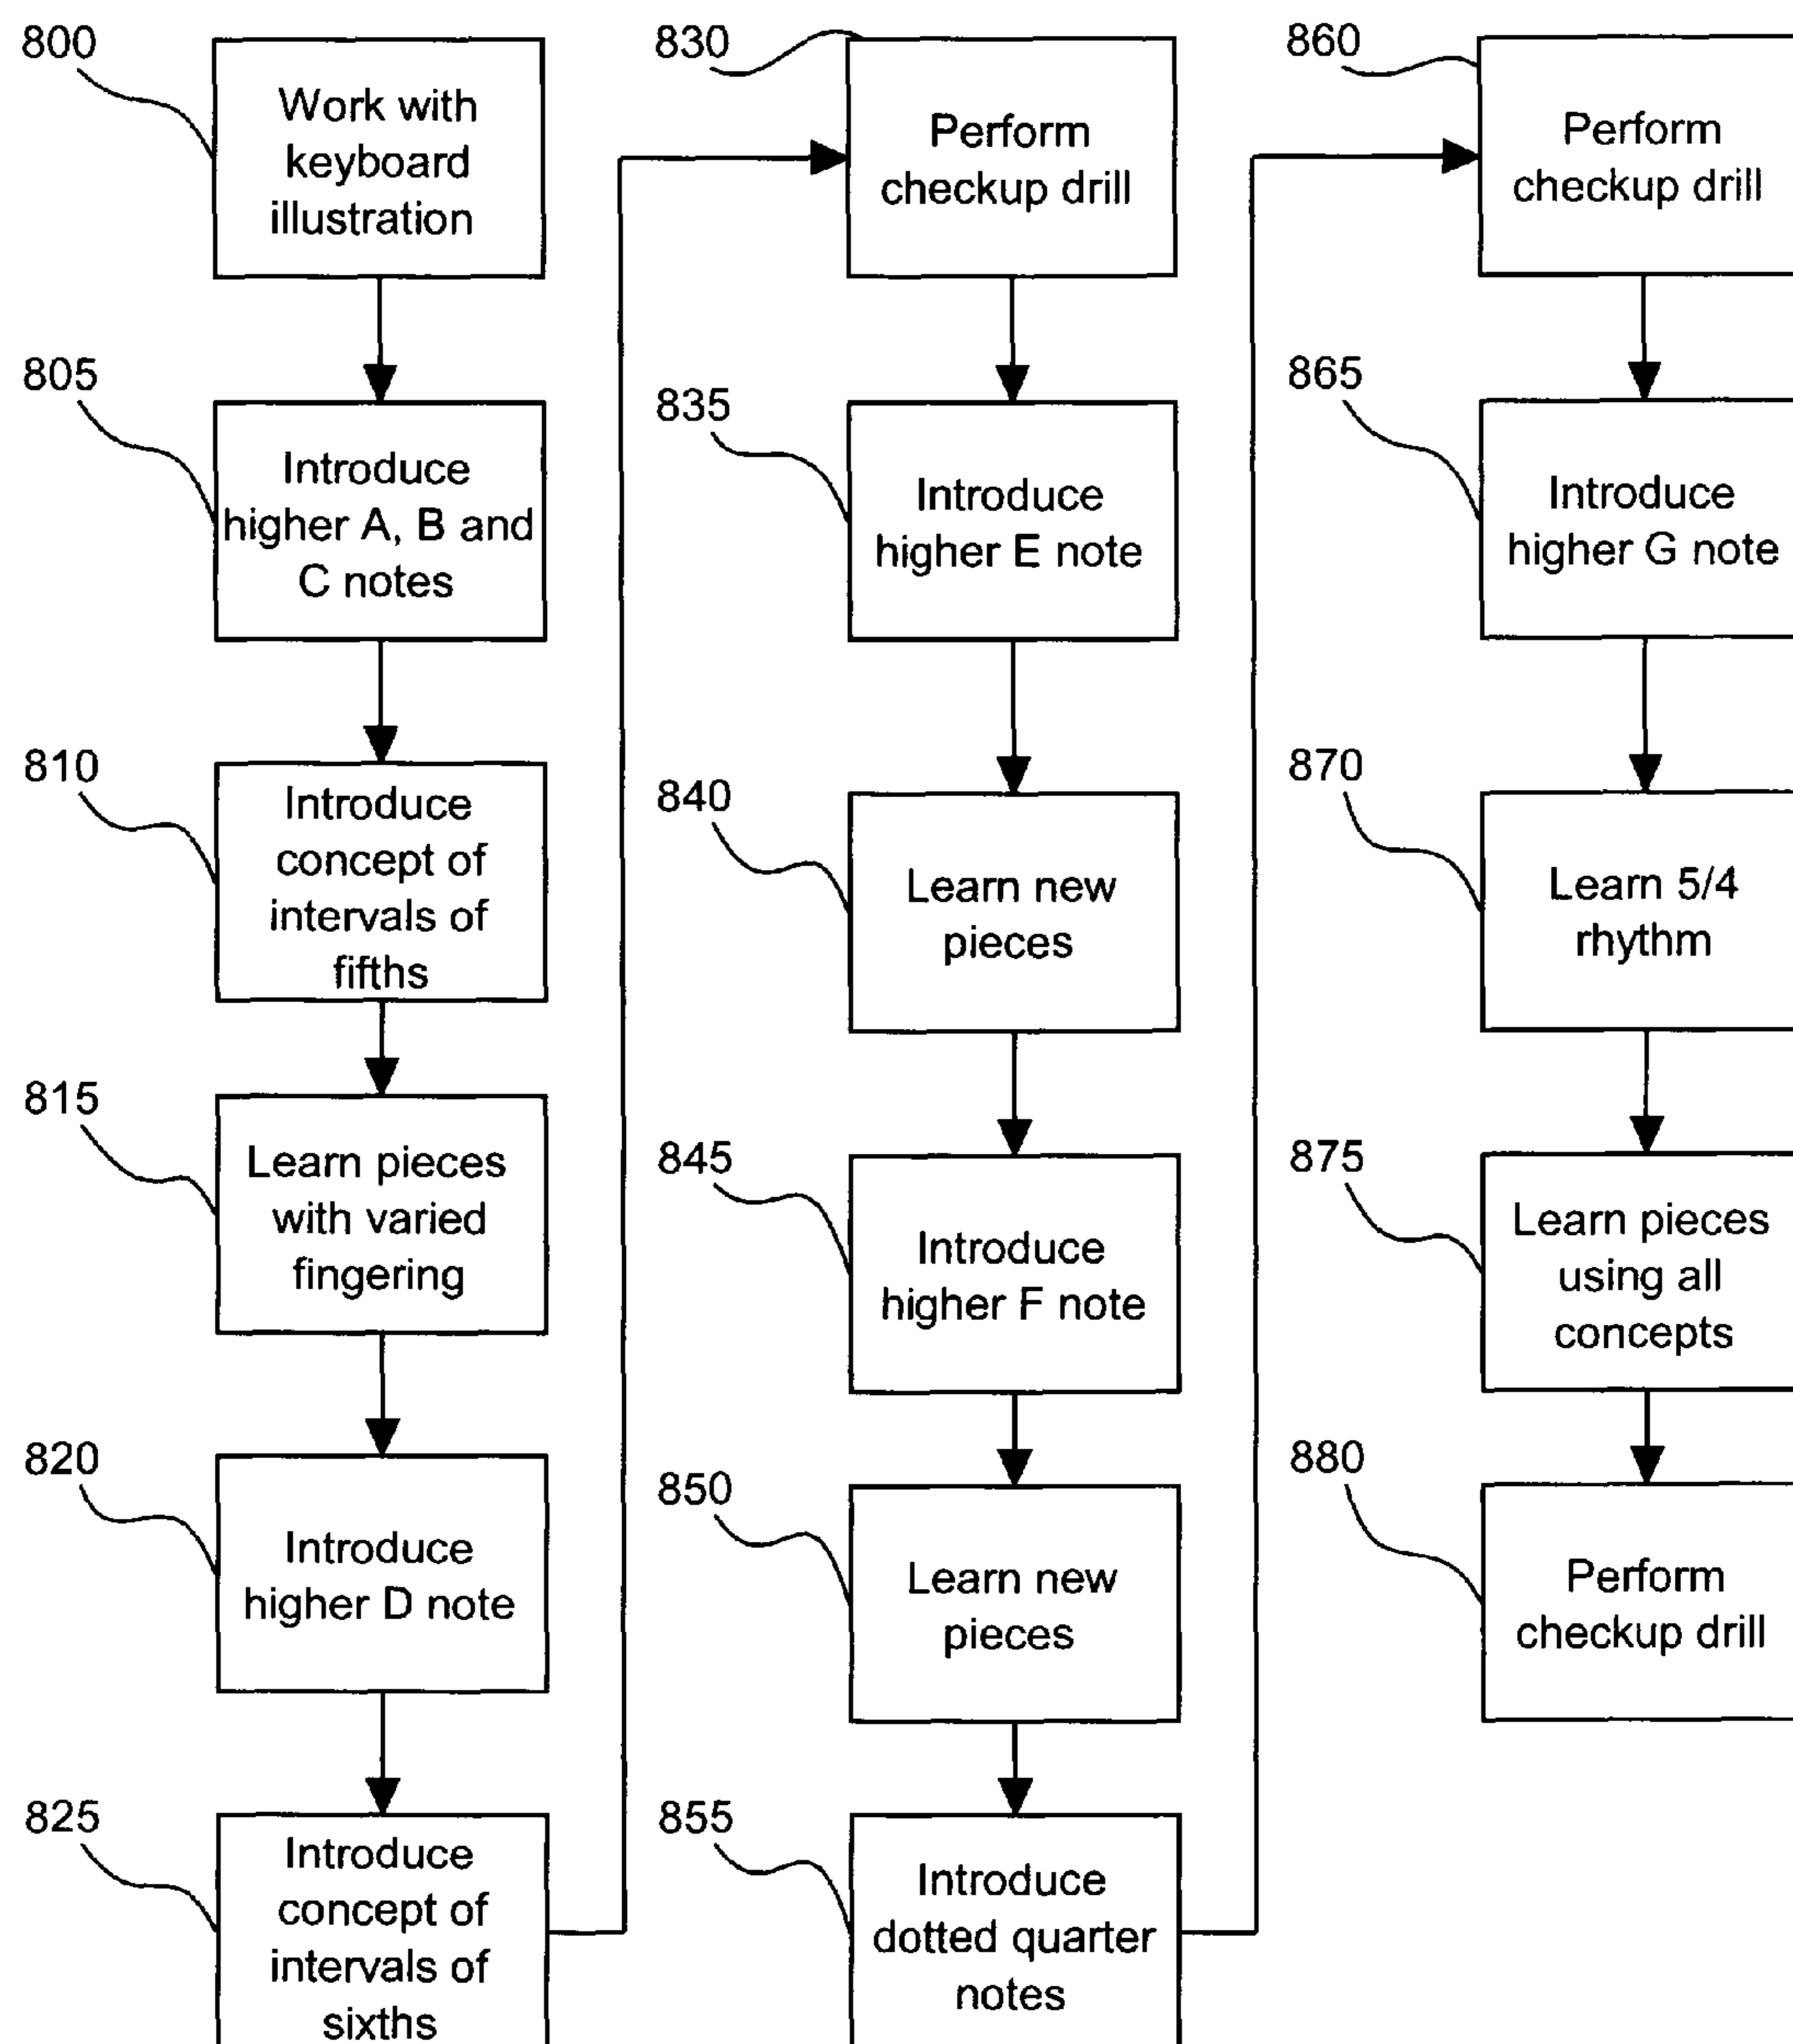 800
Work with
keyboard
illustration
805
Introduce
higher A, B and
C notes
810
Introduce
concept of
intervals of
fifths
815
Learn pieces
with varied
fingering
820
Introduce
higher D note
825
Introduce
concept of
intervals of
sixths
830
Perform
checkup drill
835
Introduce
higher E note
840
Learn new
pieces
845
Introduce
higher F note
850
Learn new
pieces
855
Introduce
dotted quarter
notes
860
Perform
checkup drill
865
Introduce
higher G note
870
Learn 5/4
rhythm
875
Learn pieces
using all
concepts
880
Perform
checkup drill